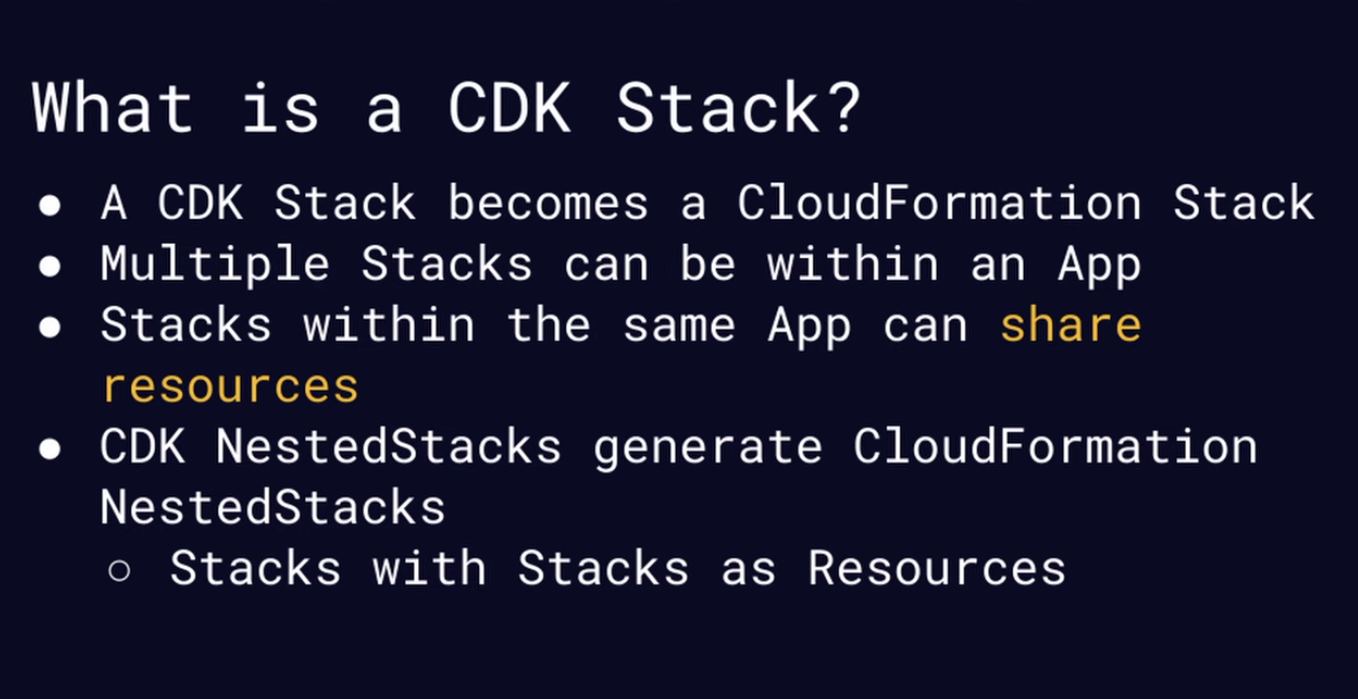 What is a CDK Stack?
● A CDK Stack becomes a CloudFormation Stack
● Multiple Stacks can be within an App
● Stacks within the same App can share
resources
● CDK NestedStacks generate CloudFormation
NestedStacks
○ Stacks with Stacks as Resources